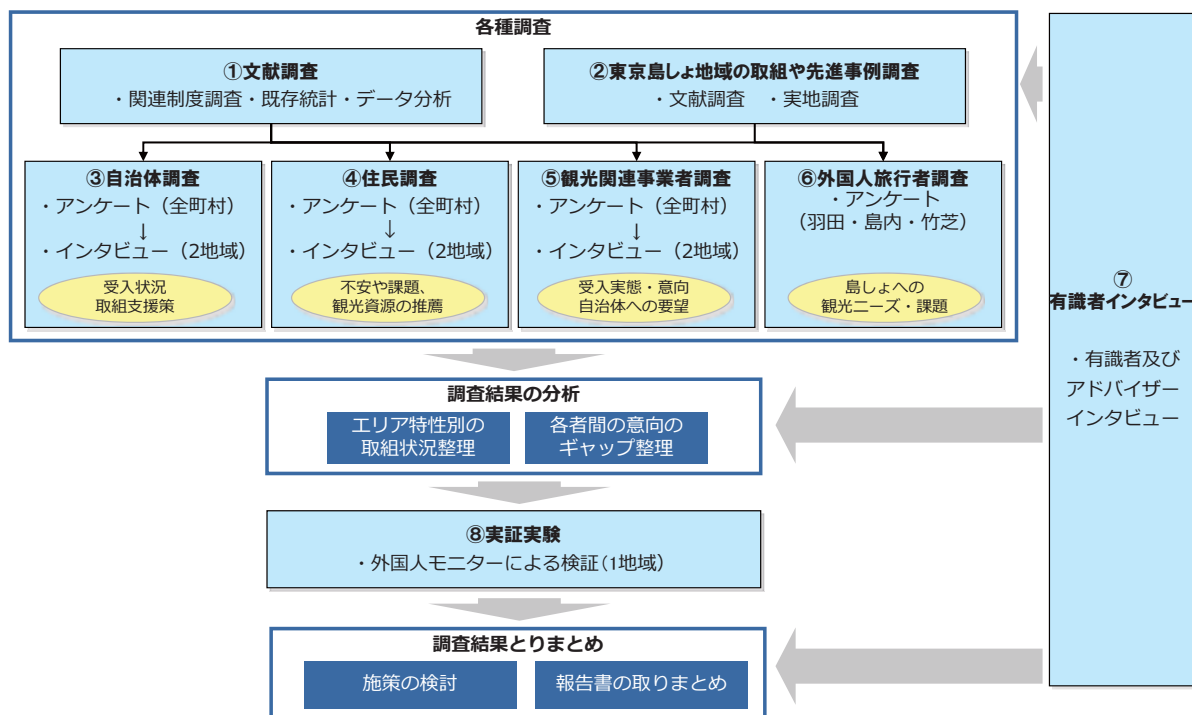 各種調査
①文献調査
・関連制度調査・既存統計・データ分析
②東京島しょ地域の取組や先進事例調査
・文献調査 ・実地調査
③自治体調査
・アンケート（全町村）
↓
・インタビュー（2地域）
受入状況
取組支援策
④住民調査
・アンケート（全町村）
↓
・インタビュー（2地域）
不安や課題、
観光資源の推薦
⑤観光関連事業者調査
・アンケート（全町村）
↓
・インタビュー（2地域）
受入実態・意向
自治体への要望
⑥外国人旅行者調査
・アンケート
（羽田・島内・竹芝）
島しょへの
観光ニーズ・課題
⑦
有識者インタビュー
・有識者及び
アドバイザー
インタビュー
調査結果の分析
エリア特性別の
取組状況整理
各者間の意向の
ギャップ整理
⑧実証実験
・外国人モニターによる検証(1地域）
調査結果とりまとめ
施策の検討
報告書の取りまとめ